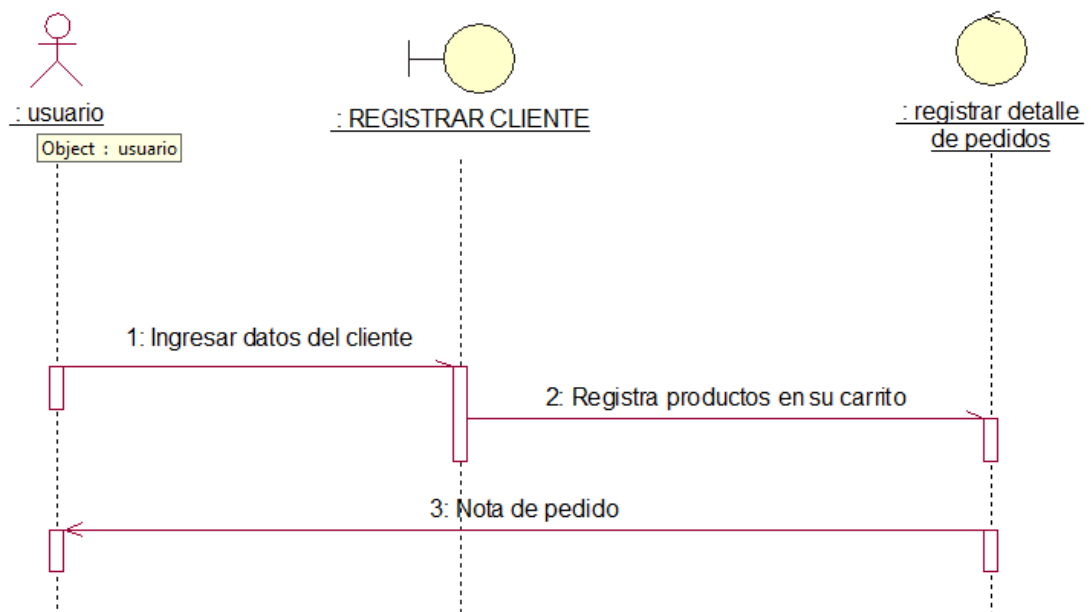 : usuario
Object : usuario
: REGISTRAR CLIENTE
: registrar detalle
de pedidos
1: Ingresar datos del cliente
2: Registra productos en su carrito
3: Nota de pedido